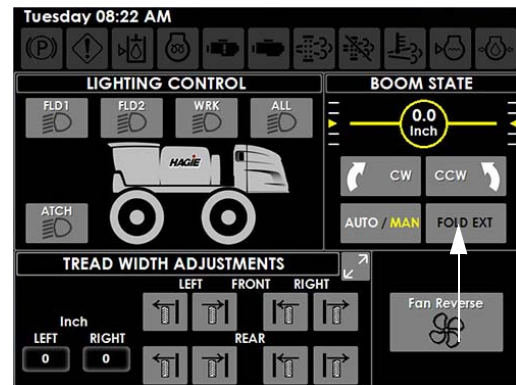 Tuesday 08:22 AM
(P)
LIGHTING CONTROL
FLD1 FLD2 WRK ALL
HAGIE
ATCH
BOOM STATE
0.0
Inch
CW CCW
AUTO / MAN FOLD EXT
TREAD WIDTH ADJUSTMENTS
LEFT FRONT RIGHT
Inch
LEFT RIGHT
REAR
0 0
Fan Reverse